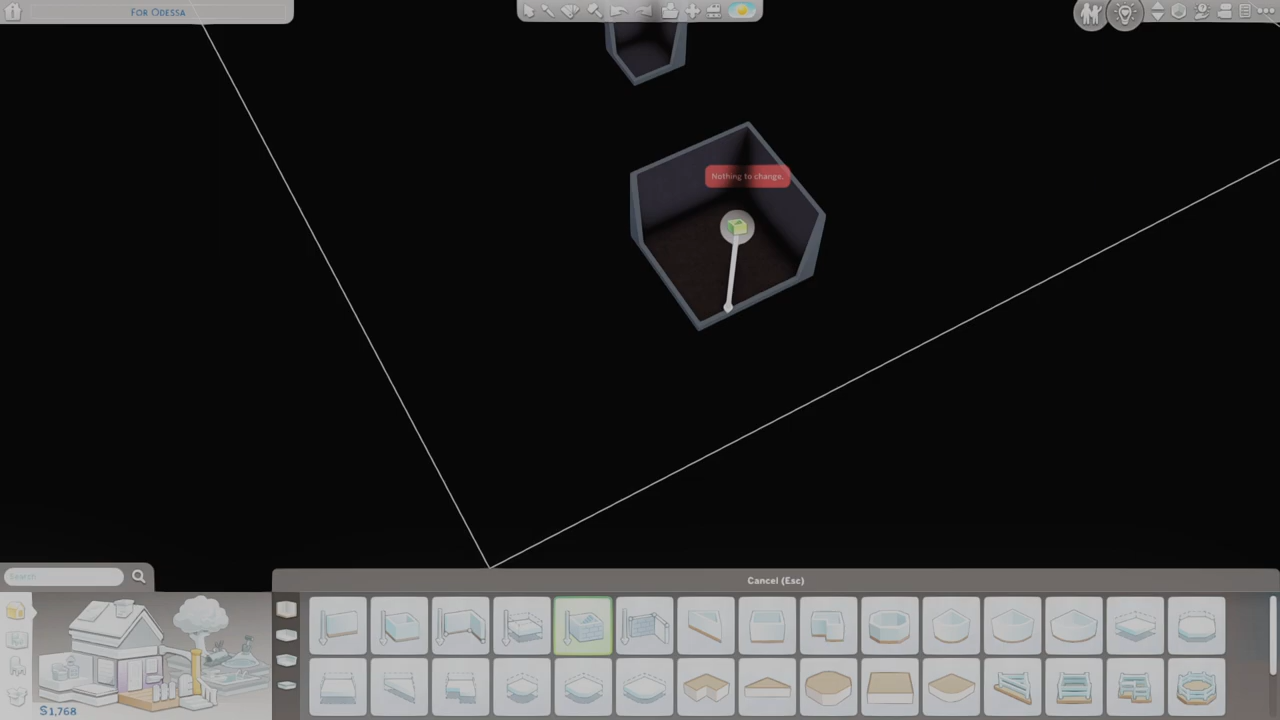 FOR ODESSA
Nothing to change.
Cancel (Esc)
Search
$1,768